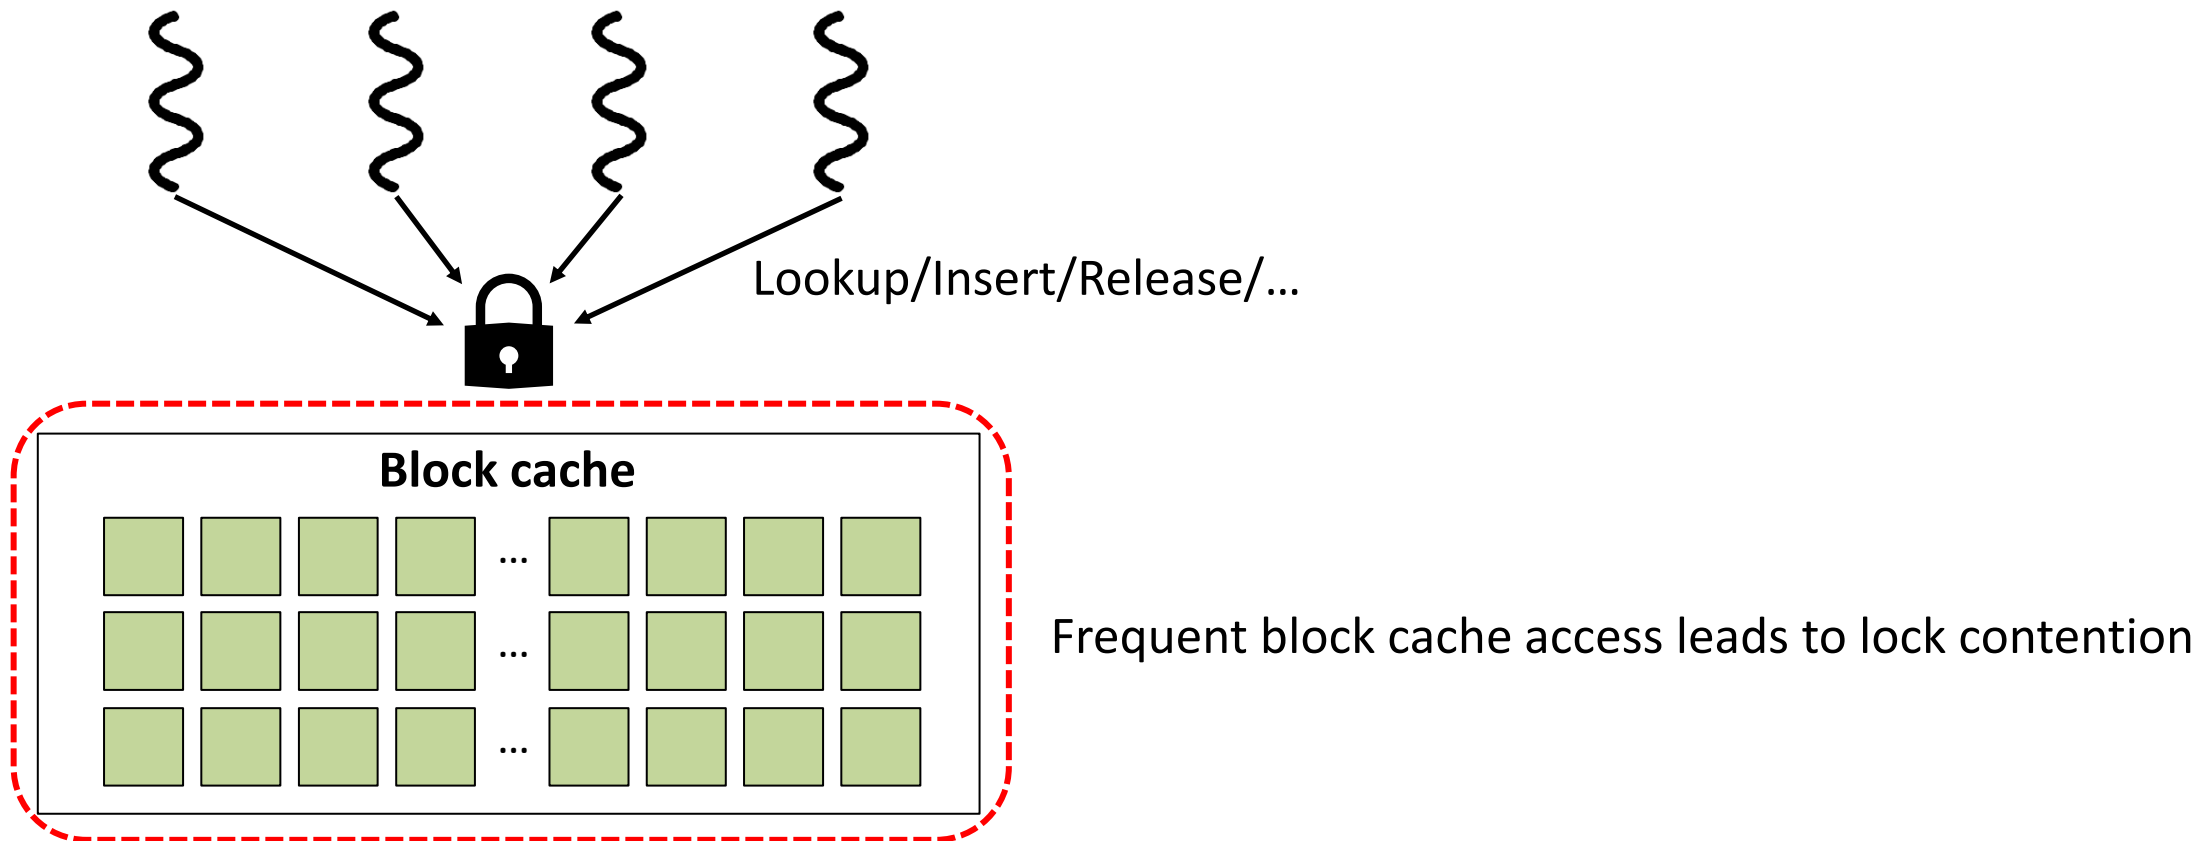 Lookup/Insert/Release/...
Block cache
...
...
Frequent block cache access leads to lock contention
...